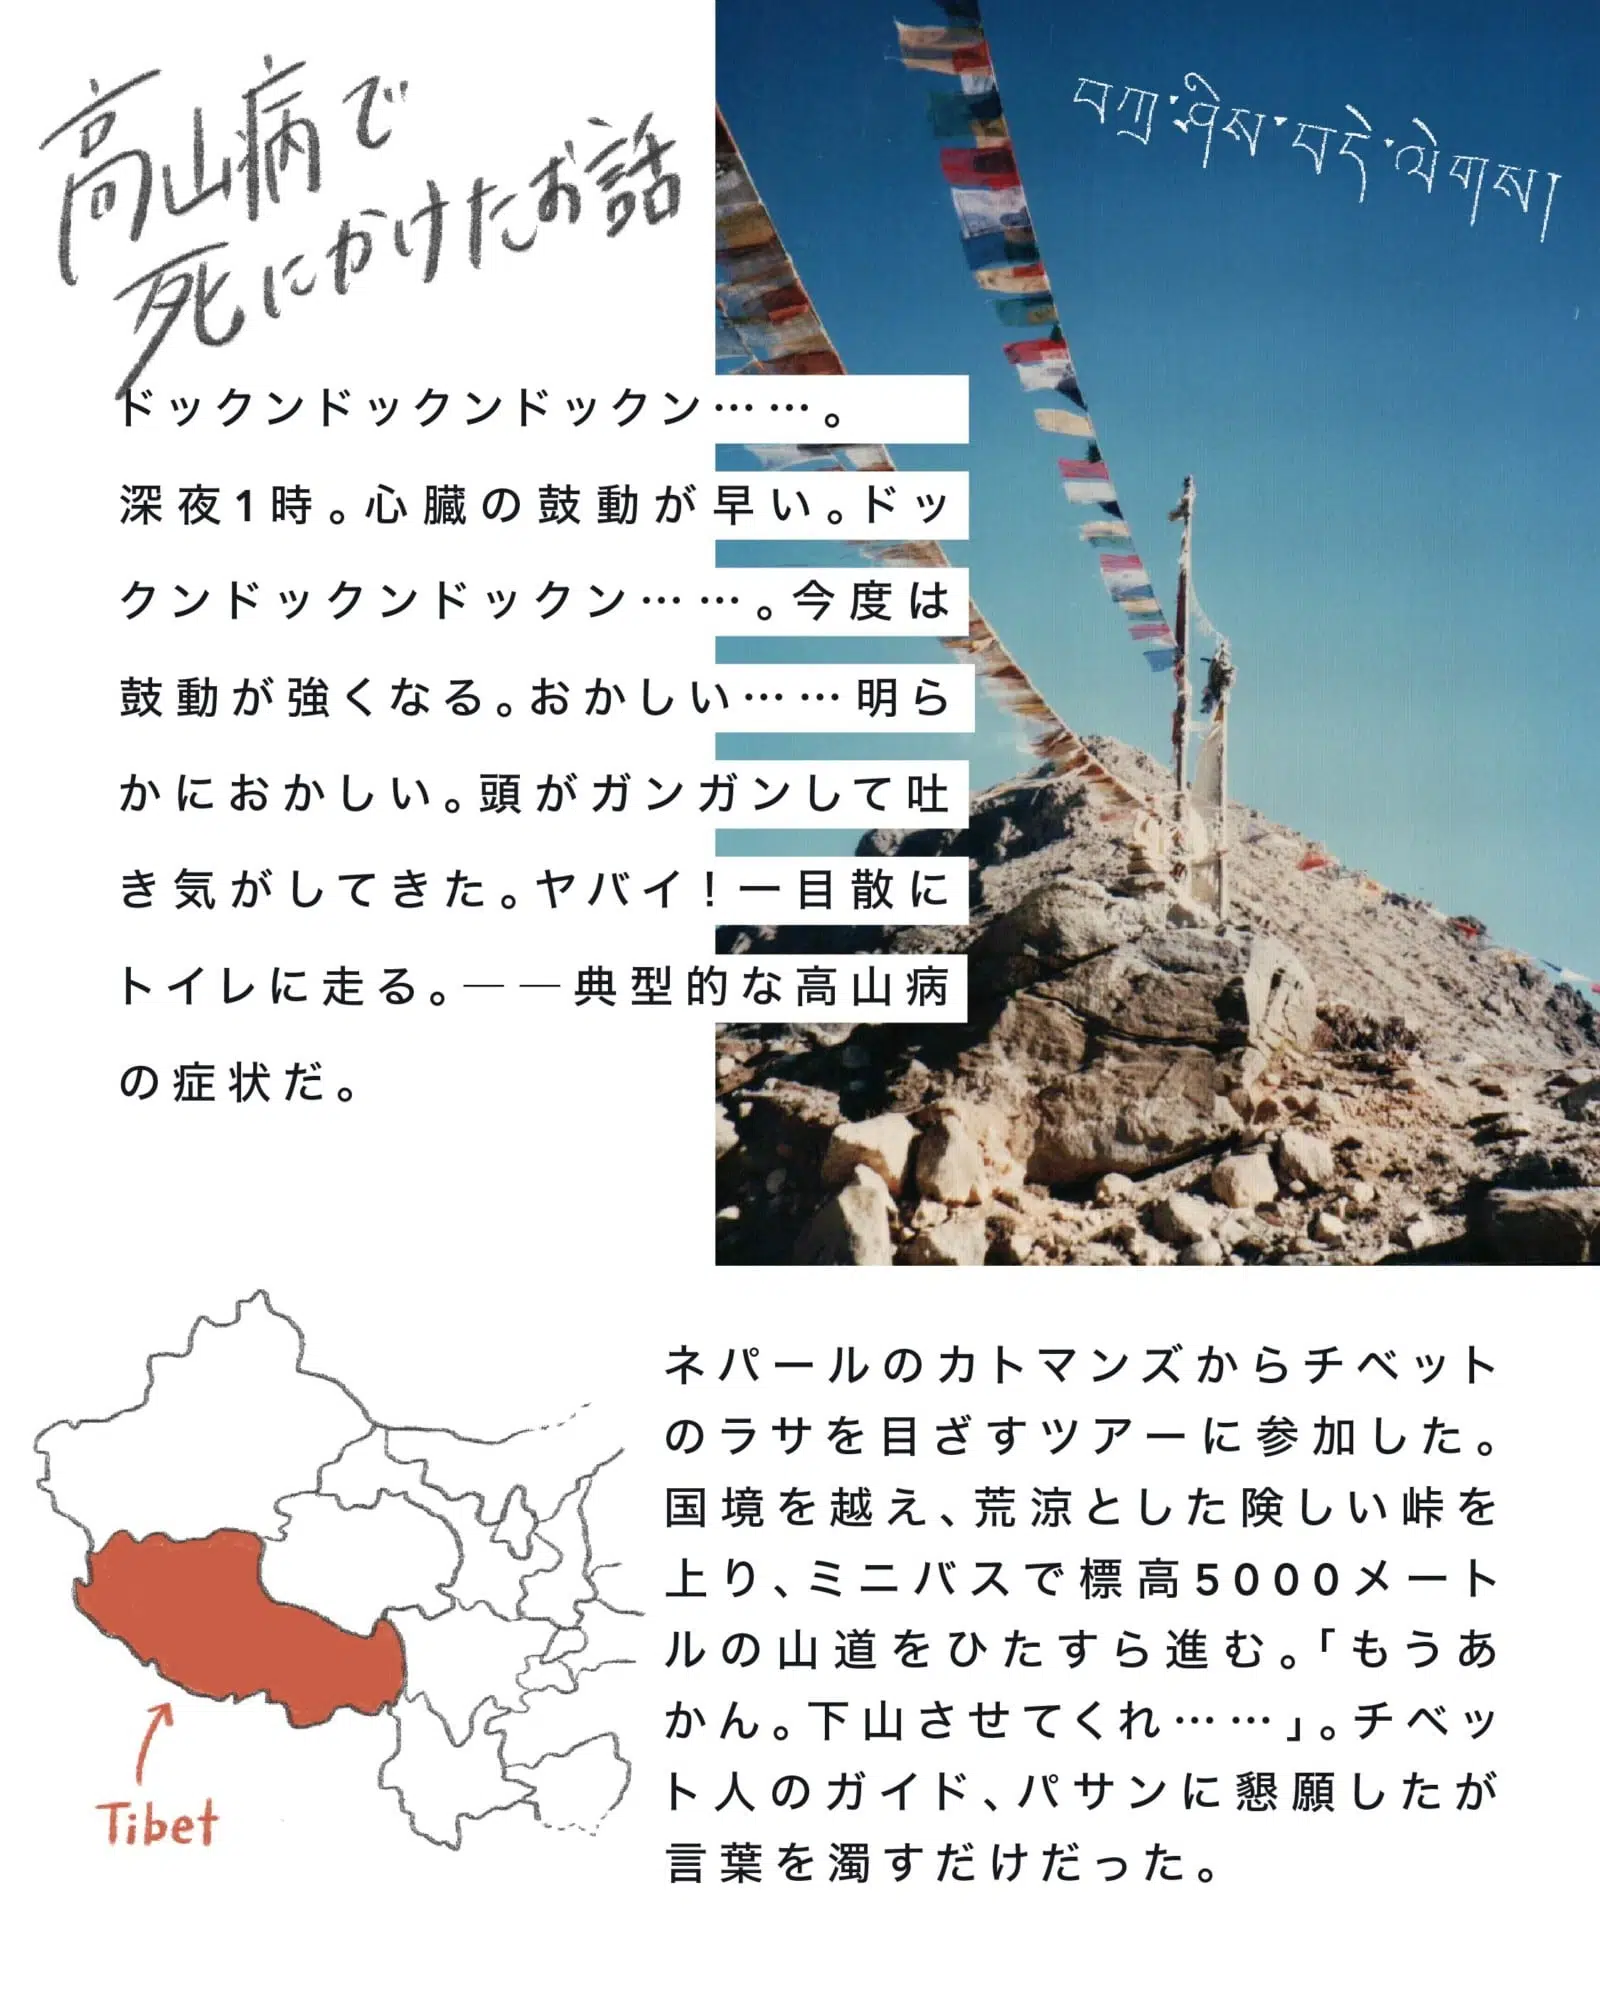 高山病で
死にかけたお話
བཀྲ་ཤིས་བདེ་ལེགས།
ドックンドックンドックン……。
深夜1時。心臓の鼓動が早い。ドッ
クンドックンドックン……。今度は
鼓動が強くなる。おかしい……明ら
かにおかしい。頭がガンガンして吐
き気がしてきた。ヤバイ！一目散に
トイレに走る。——典型的な高山病
の症状だ。
ネパールのカトマンズからチベット
のラサを目ざすツアーに参加した。
国境を越え、荒涼とした険しい峠を
上り、ミニバスで標高5000メート
ルの山道をひたすら進む。「もうあ
かん。下山させてくれ……」。チベッ
ト人のガイド、パサンに懇願したが
言葉を濁すだけだった。
Tibet